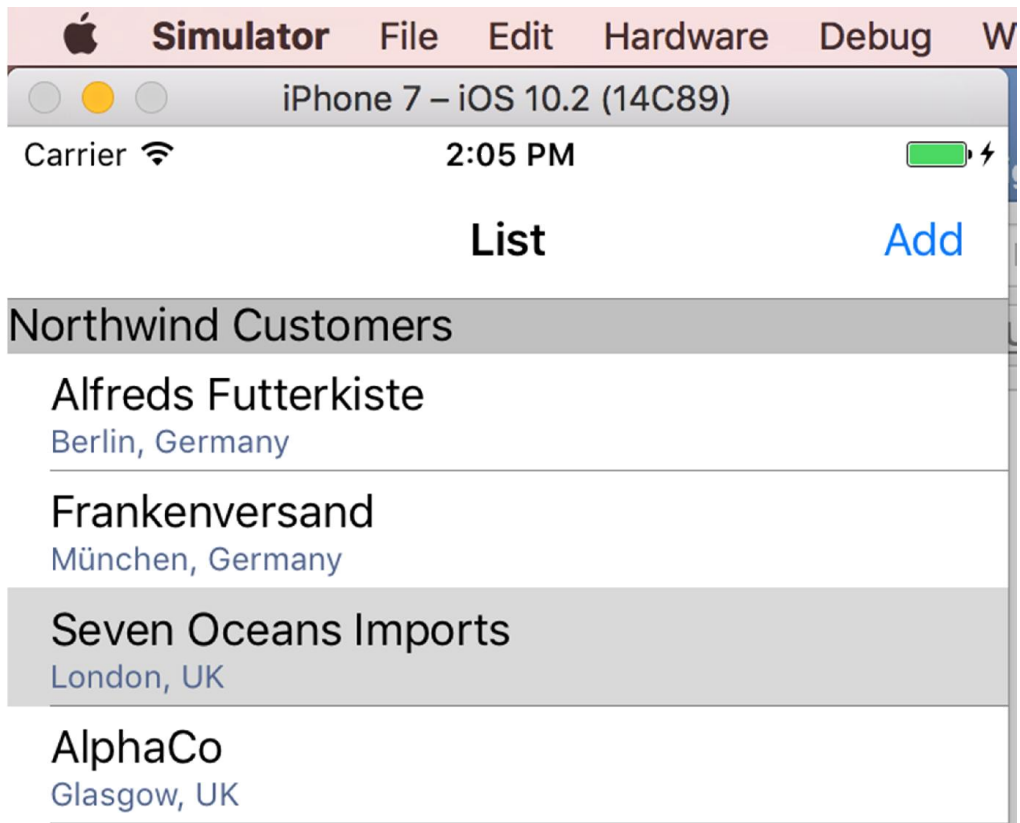 Simulator File Edit Hardware Debug
iPhone 7 – iOS 10.2 (14C89)
Carrier 2:05 PM
List Add
Northwind Customers
Alfreds Futterkiste
Berlin, Germany
Frankenversand
München, Germany
Seven Oceans Imports
London, UK
AlphaCo
Glasgow, UK